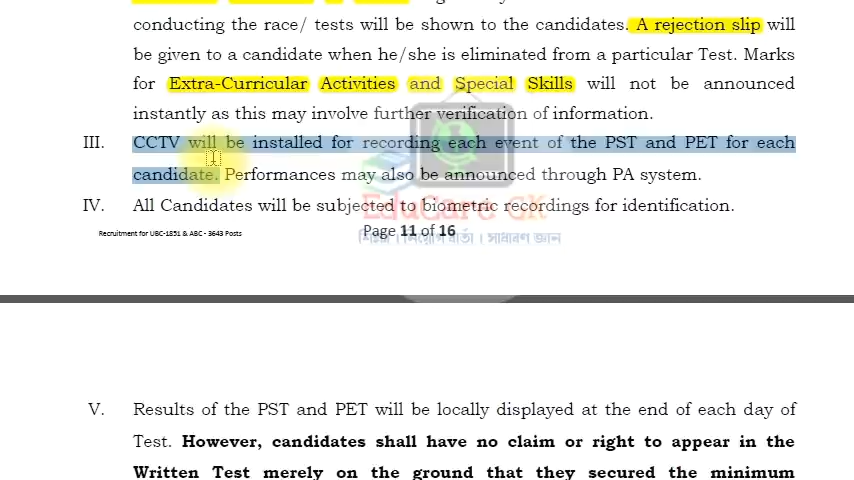 conducting the race/ tests will be shown to the candidates. A rejection slip will
be given to a candidate when he/she is eliminated from a particular Test. Marks
for Extra-Curricular Activities and Special Skills will not be announced
instantly as this may involve further verification of information.
III. CCTV will be installed for recording each event of the PST and PET for each
candidate. Performances may also be announced through PA system.
IV. All Candidates will be subjected to biometric recordings for identification.
EduCare GK
Recruitment for UBC-1851 & ABC - 3643 Posts
Page 11 of 16
শিক্ষা । নিয়োগ বার্তা । সাধারণ জ্ঞান
V. Results of the PST and PET will be locally displayed at the end of each day of
Test. However, candidates shall have no claim or right to appear in the
Written Test merely on the ground that they secured the minimum